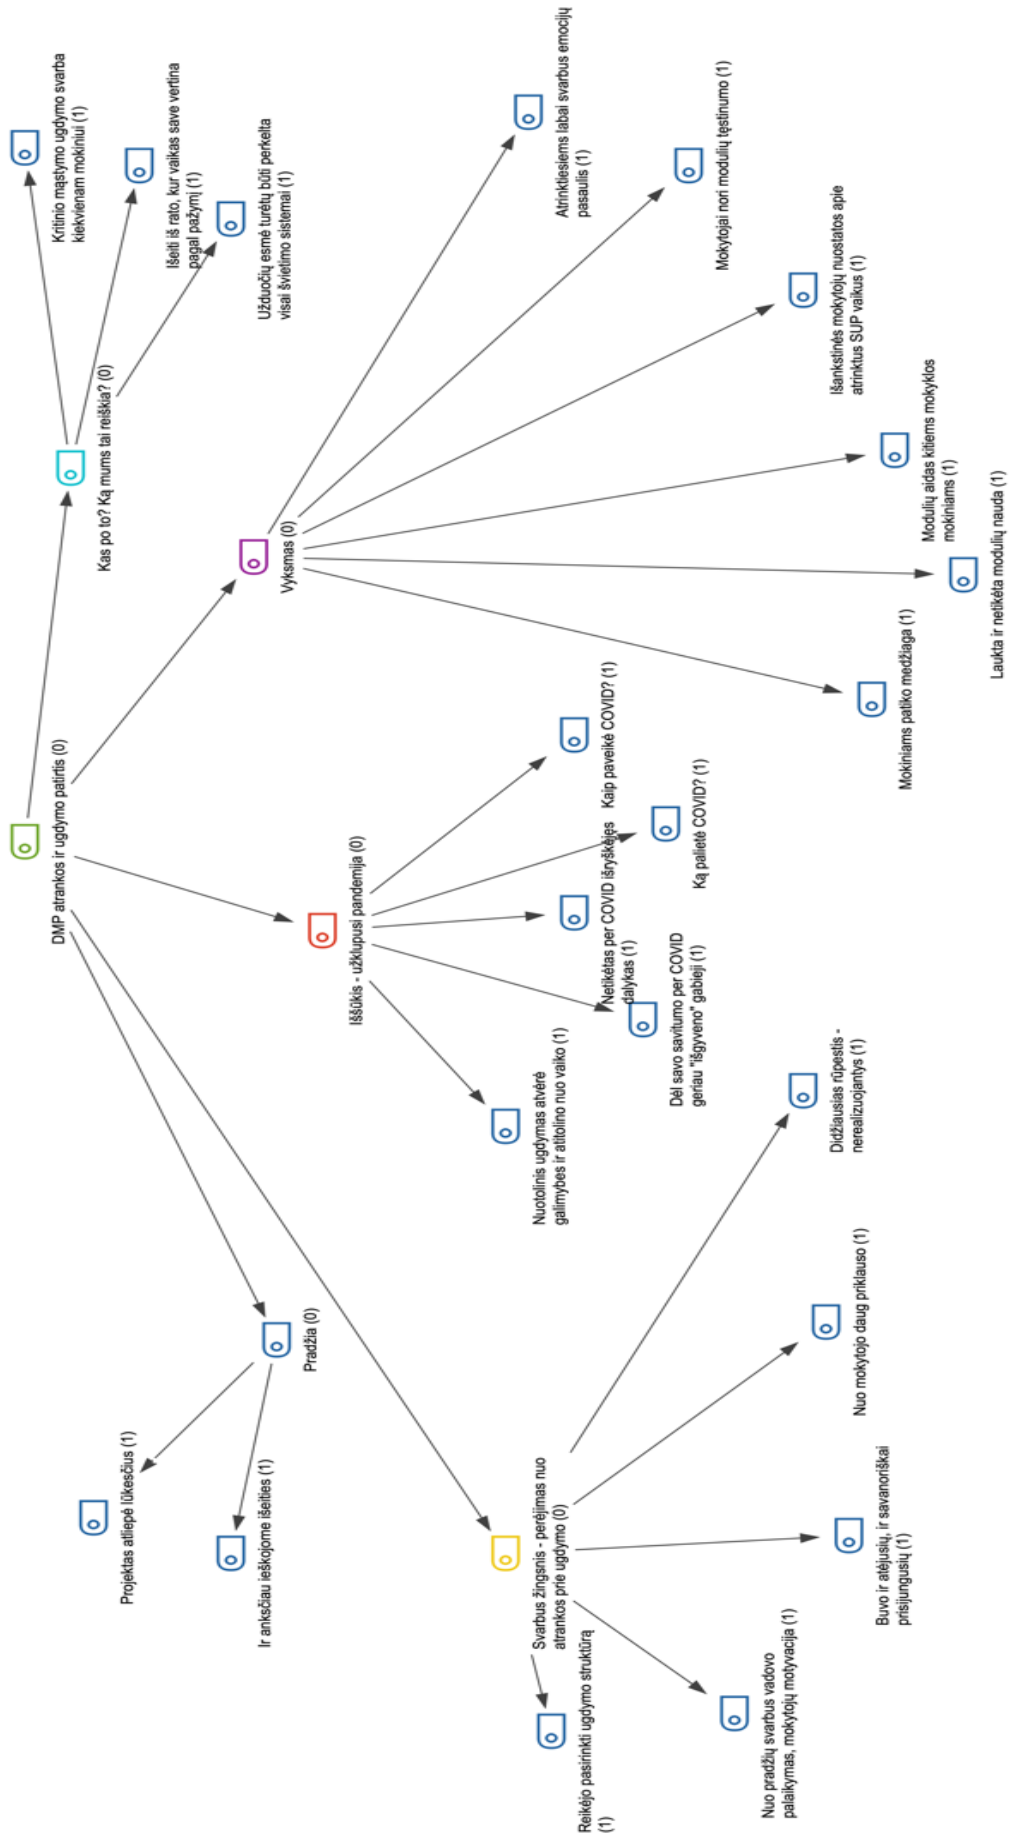 DMP atrankos ir ugdymo patirtis (0)
Projektas atliepė lūkesčius (1)
Ir anksčiau ieškojome išeities (1)
Pradžia (0)
Svarbus žingsnis - perėjimas nuo
atrankos prie ugdymo (0)
Reikėjo pasirinkti ugdymo struktūrą
(1)
Nuo pradžių svarbus vadovo
palaikymas, mokytojų motyvacija (1)
Buvo ir atėjusių, ir savanoriškai
prisijungusių (1)
Nuo mokytojo daug priklauso (1)
Didžiausias rūpestis -
nerealizuojantys (1)
Iššūkis - užklupusi pandemija (0)
Nuotolinis ugdymas atvėrė
galimybes ir atitolino nuo vaiko (1)
Dėl savo savitumo per COVID
geriau "išgyveno" gabieji (1)
Netikėtas per COVID išryškėjęs
dalykas (1)
Ką palietė COVID? (1)
Kaip paveikė COVID? (1)
Vyksmas (0)
Mokiniams patiko medžiaga (1)
Laukta ir netikėta modulių nauda (1)
Modulių aidas kitiems mokyklos
mokiniams (1)
Išankstinės mokytojų nuostatos apie
atrinktus SUP vaikus (1)
Mokytojai nori modulių tęstinumo (1)
Atrinktiesiems labai svarbus emocijų
pasaulis (1)
Kas po to? Ką mums tai reiškia? (0)
Kritinio mąstymo ugdymo svarba
kiekvienam mokiniui (1)
Išeiti iš rato, kur vaikas save vertina
pagal pažymį (1)
Užduočių esmė turėtų būti perkelta
visai švietimo sistemai (1)